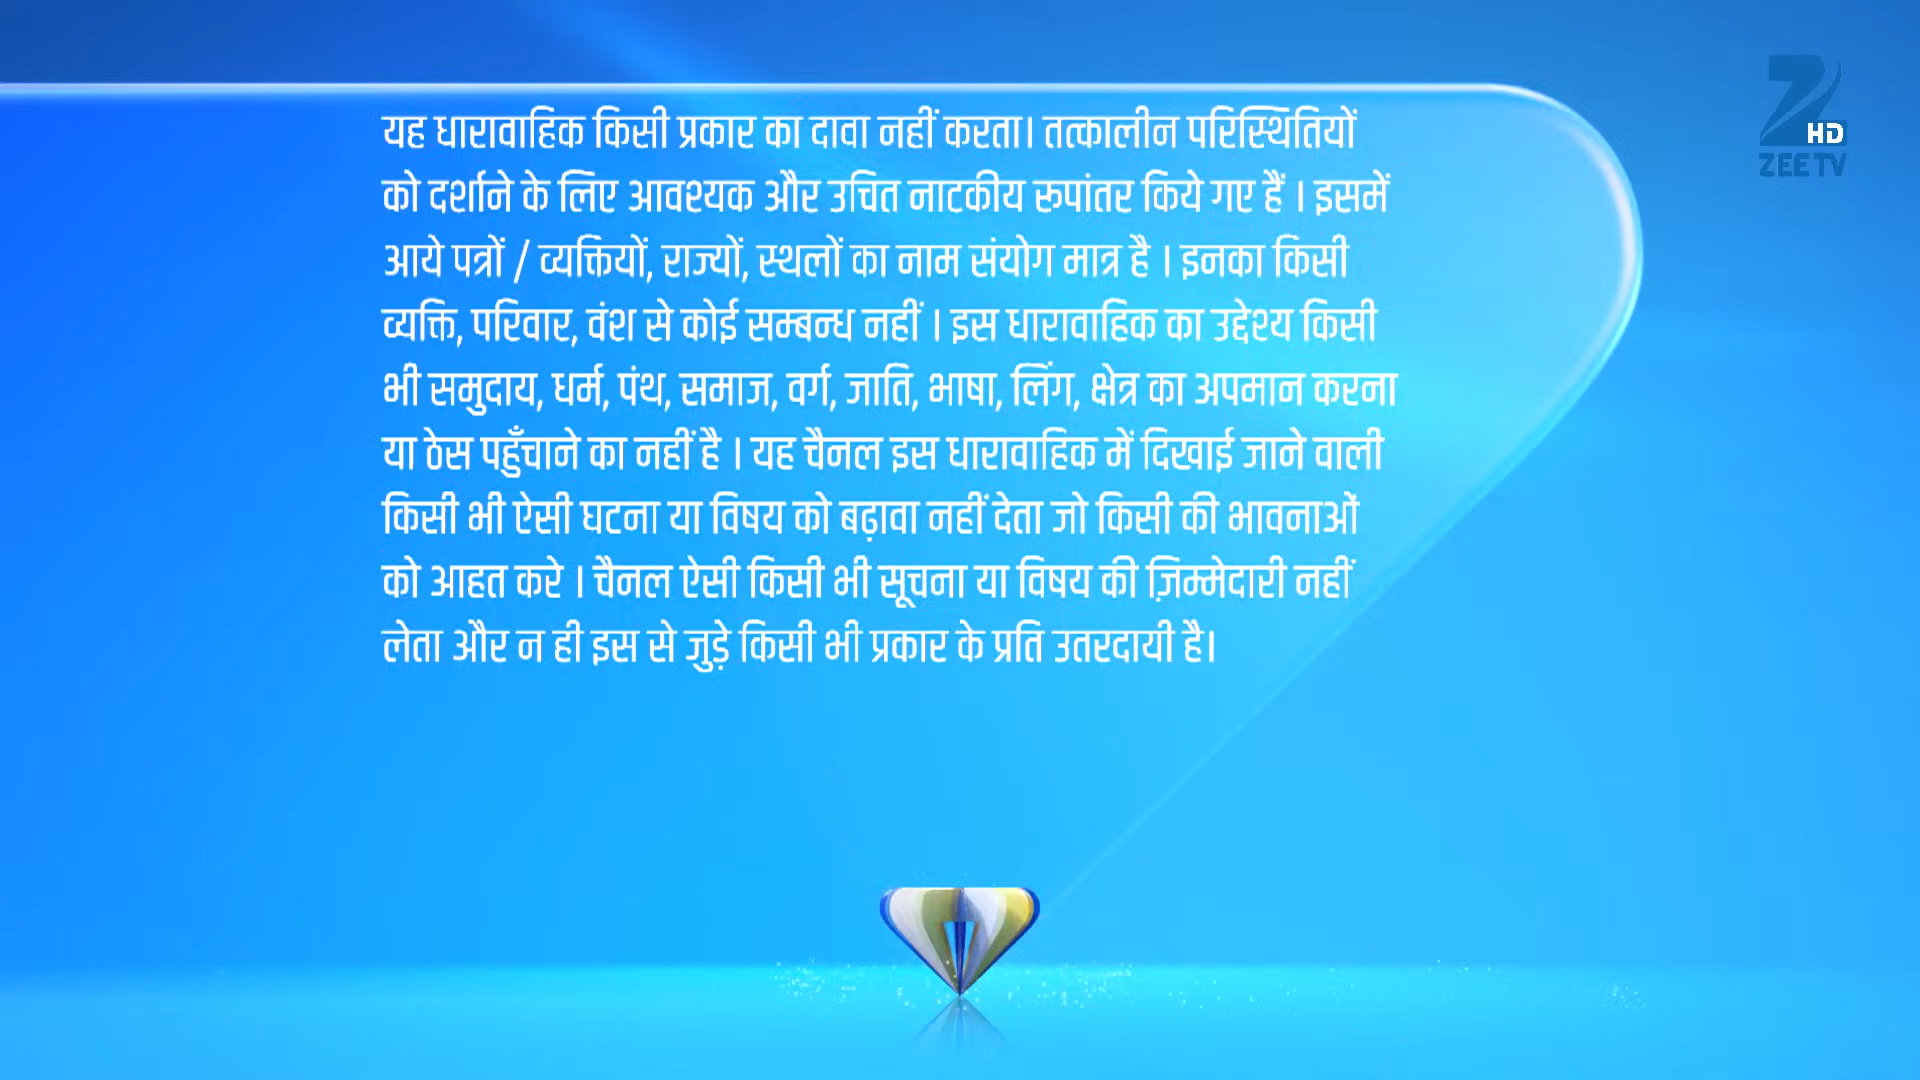 यह धारावाहिक किसी प्रकार का दावा नहीं करता। तत्कालीन परिस्थितियों
को दर्शाने के लिए आवश्यक और उचित नाटकीय रूपांतर किये गए हैं । इसमें
आये पत्रों / व्यक्तियों, राज्यों, स्थलों का नाम संयोग मात्र है । इनका किसी
व्यक्ति, परिवार, वंश से कोई सम्बन्ध नहीं । इस धारावाहिक का उद्देश्य किसी
भी समुदाय, धर्म, पंथ, समाज, वर्ग, जाति, भाषा, लिंग, क्षेत्र का अपमान करना
या ठेस पहुँचाने का नहीं है । यह चैनल इस धारावाहिक में दिखाई जाने वाली
किसी भी ऐसी घटना या विषय को बढ़ावा नहीं देता जो किसी की भावनाओं
को आहत करे । चैनल ऐसी किसी भी सूचना या विषय की ज़िम्मेदारी नहीं
लेता और न ही इस से जुड़े किसी भी प्रकार के प्रति उतरदायी है।
HD
ZEE TV